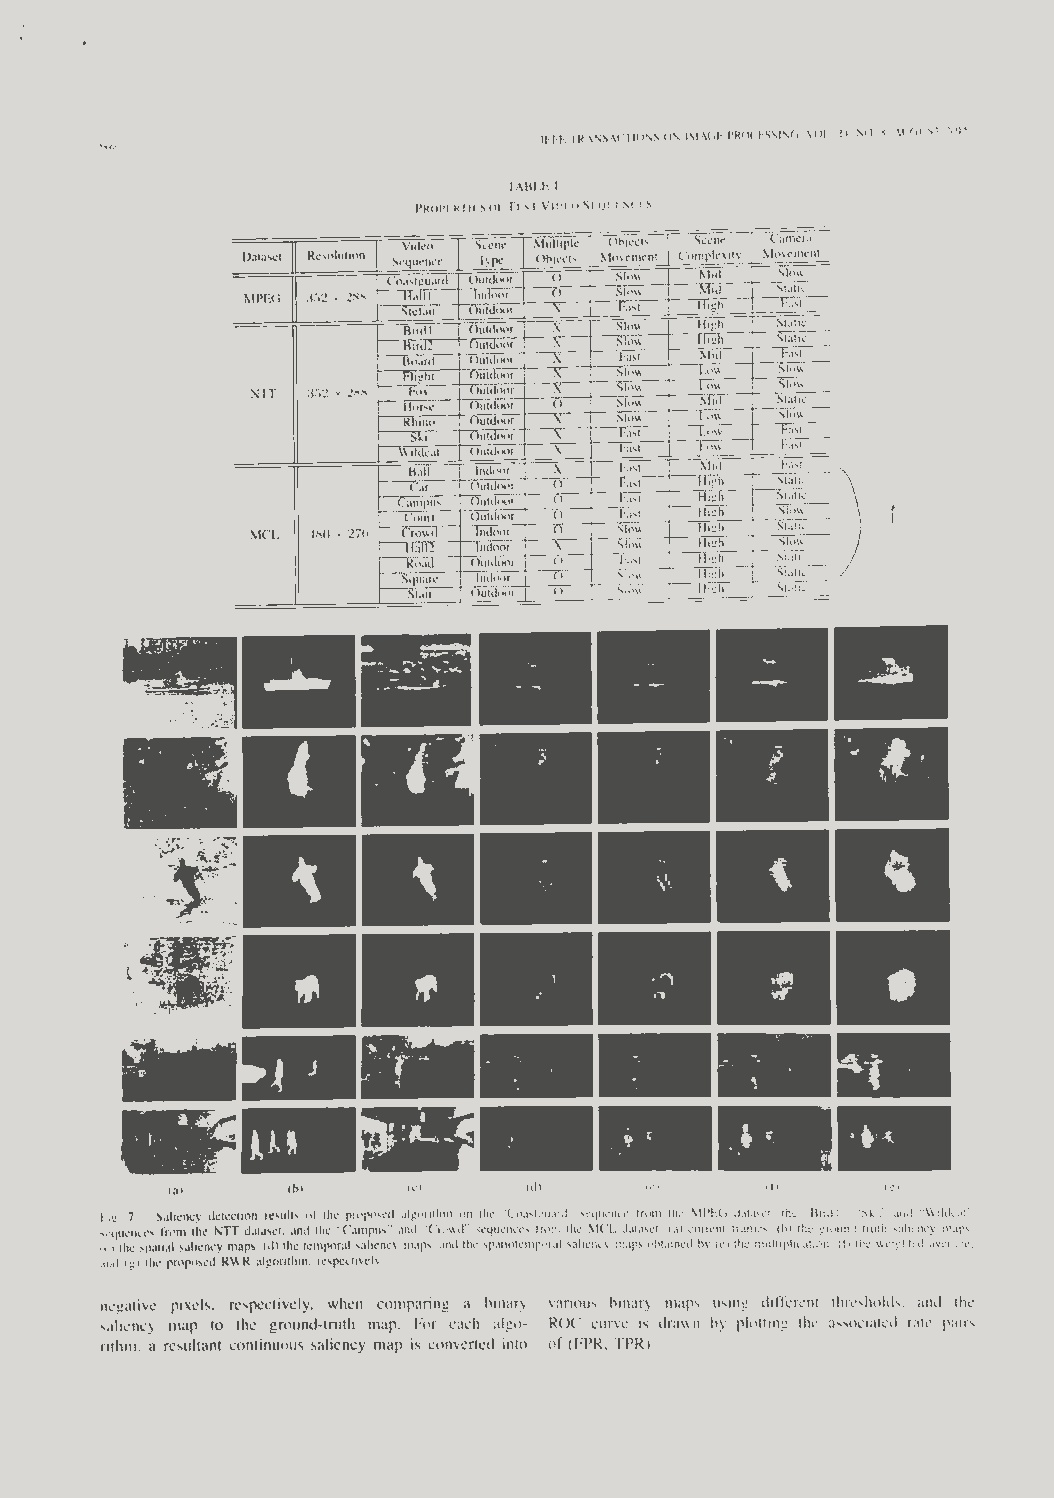 IEEE TRANSACTIONS ON IMAGE PROCESSING, VOL. 24, NO. 8, AUGUST 2015
TABLE I
PROPERTIES OF TEST VIDEO SEQUENCES
Dataset Resolution Video Sequence Scene Type Multiple Objects Objects Movement Scene Complexity Camera Movement
MPEG 352 × 288 Coastguard Outdoor O Slow Mid Slow
Hall1 Indoor O Slow Mid Static
Stefan Outdoor X Fast High Fast
NTT 352 × 288 Bird1 Outdoor X Slow High Static
Bird2 Outdoor X Slow High Static
Board Outdoor X Fast Mid Fast
Flight Outdoor X Slow Low Slow
Fox Outdoor X Slow Low Slow
Horse Outdoor O Slow Mid Static
Rhino Outdoor X Slow Low Slow
Ski Outdoor X Fast Low Fast
Wildcat Outdoor X Fast Low Fast
MCL 480 × 270 Ball Indoor X Fast Mid Fast
Car Outdoor O Fast High Static
Campus Outdoor O Fast High Static
Court Outdoor O Fast High Slow
Crowd Indoor O Slow High Static
Hall2 Indoor X Slow High Slow
Road Outdoor O Fast High Static
Square Indoor O Slow High Static
Stair Outdoor O Slow High Static
(a) (b) (c) (d) (e) (f) (g)
Fig. 7. Saliency detection results of the proposed algorithm on the "Coastguard" sequence from the MPEG dataset, the "Bird" "Ski," and "Wildcat"
sequences from the NTT dataset, and the "Campus" and "Crowd" sequences from the MCL dataset. (a) current frames, (b) the ground-truth saliency maps,
(c) the spatial saliency maps, (d) the temporal saliency maps, and the spatiotemporal saliency maps obtained by (e) the multiplication, (f) the weighted average,
and (g) the proposed RWR algorithm, respectively.
negative pixels, respectively, when comparing a binary
saliency map to the ground-truth map. For each algo-
rithm, a resultant continuous saliency map is converted into
various binary maps using different thresholds, and the
ROC curve is drawn by plotting the associated rate pairs
of (FPR, TPR)